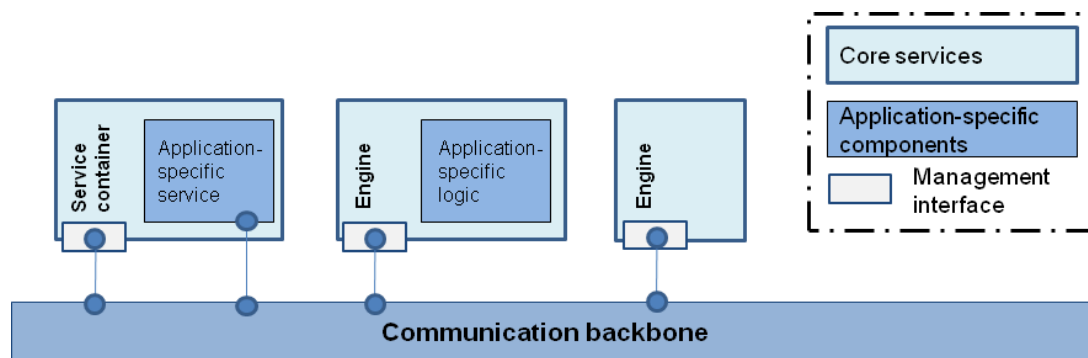 Core services
Application-specific
components
Management
interface
Service
container
Application-
specific
service
Engine
Application-
specific
logic
Engine
Communication backbone